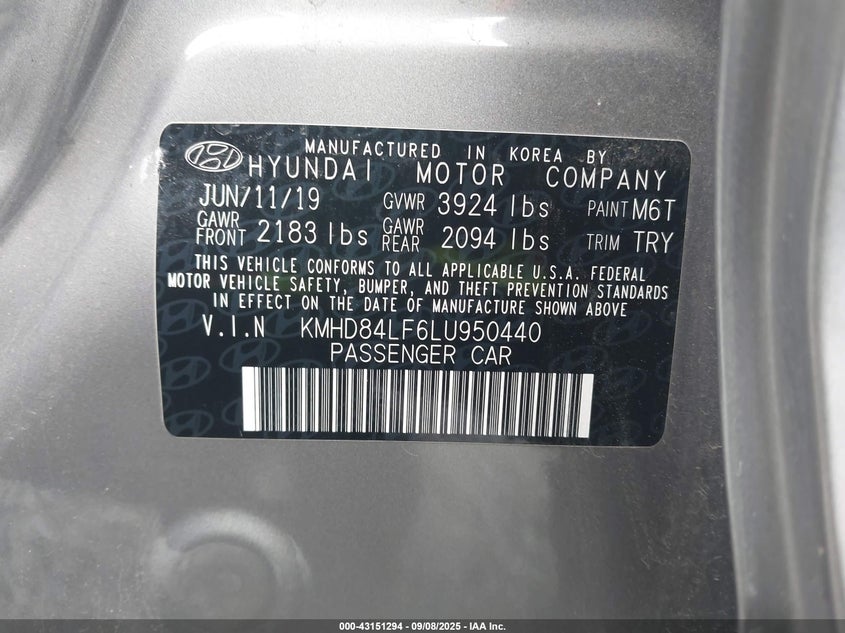 MANUFACTURED IN KOREA BY
HYUNDAI MOTOR COMPANY
JUN/11/19 GVWR 3924 lbs PAINT M6T
GAWR FRONT 2183 lbs GAWR REAR 2094 lbs TRIM TRY
THIS VEHICLE CONFORMS TO ALL APPLICABLE U.S.A. FEDERAL
MOTOR VEHICLE SAFETY, BUMPER, AND THEFT PREVENTION STANDARDS
IN EFFECT ON THE DATE OF MANUFACTURE SHOWN ABOVE
V.I.N KMHD84LF6LU950440
PASSENGER CAR
000-43151294 - 09/08/2025 - IAA Inc.